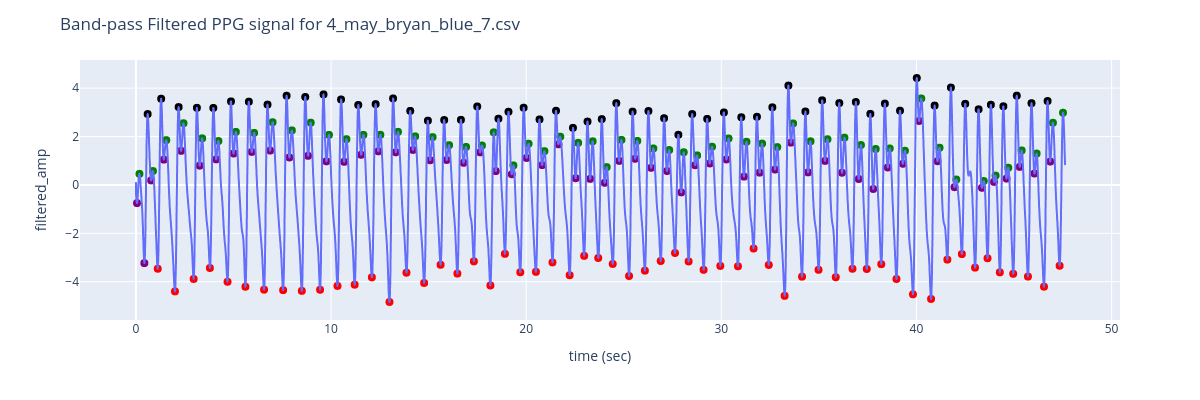 Band-pass Filtered PPG signal for 4_may_bryan_blue_7.csv
filtered_amp
4
2
0
−2
−4
0 10 20 30 40 50
time (sec)